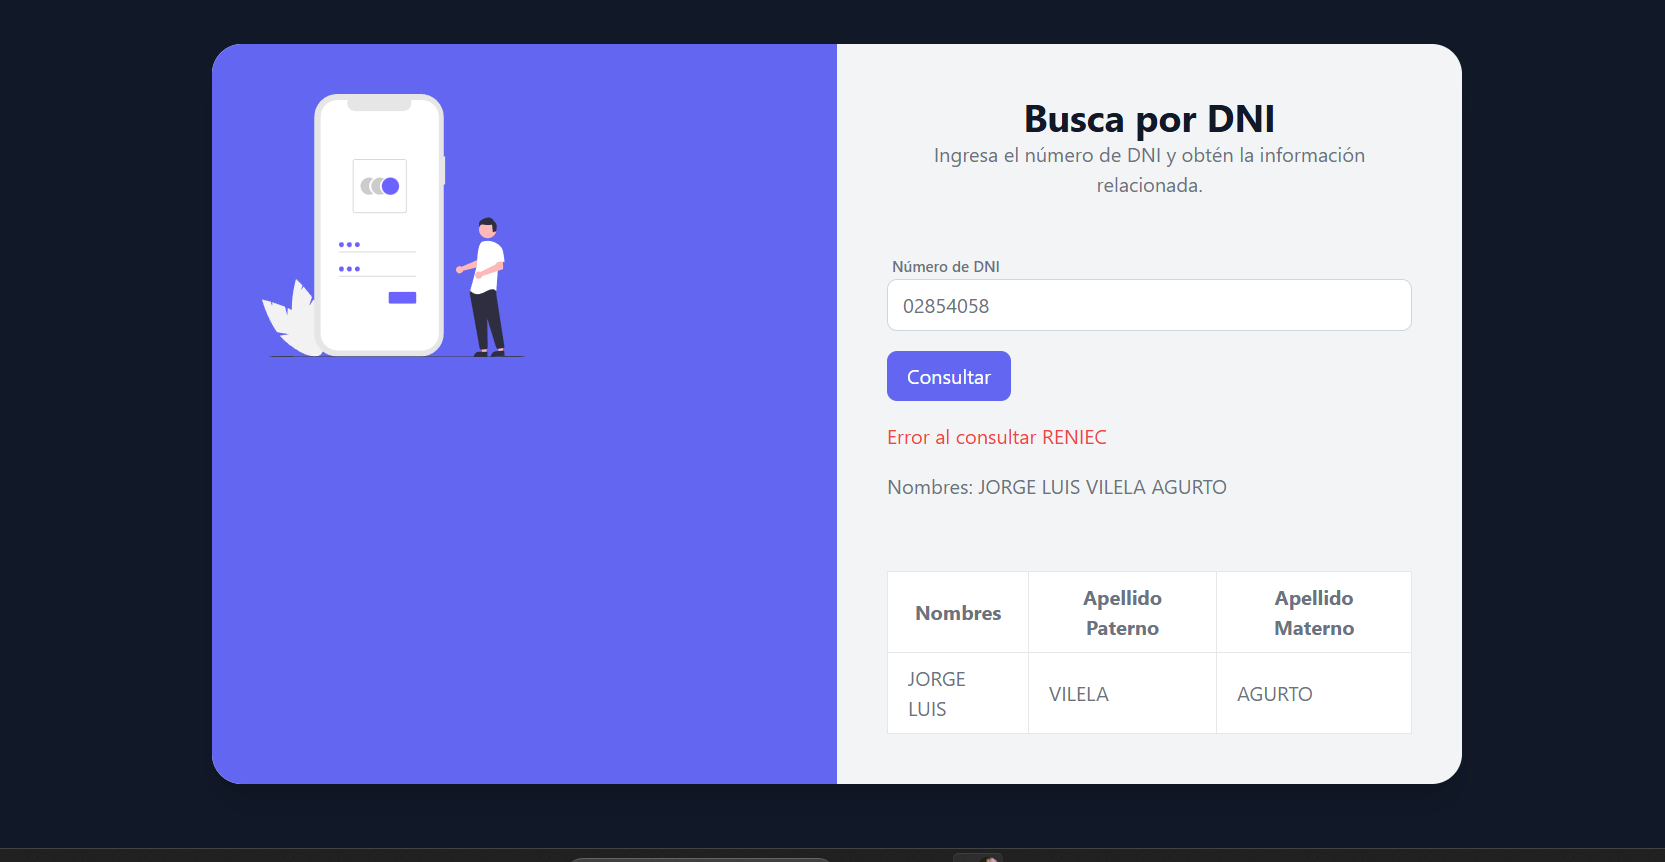 Busca por DNI
Ingresa el número de DNI y obtén la información
relacionada.
Número de DNI
02854058
Consultar
Error al consultar RENIEC
Nombres: JORGE LUIS VILELA AGURTO
Nombres
Apellido
Paterno
Apellido
Materno
JORGE
LUIS
VILELA
AGURTO